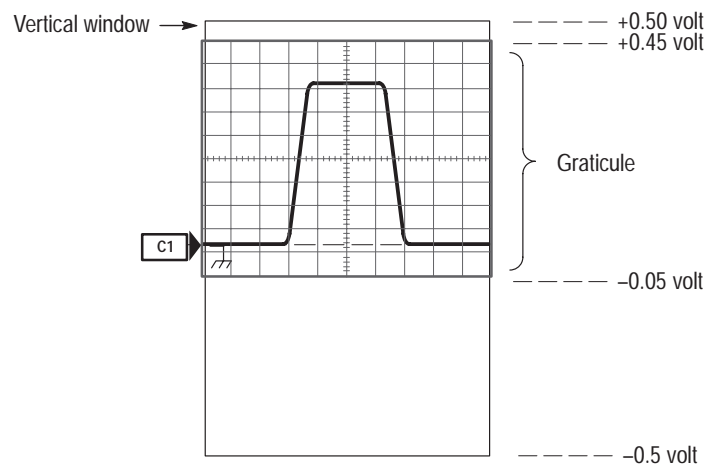 Vertical window
+0.50 volt
+0.45 volt
Graticule
C1
–0.05 volt
–0.5 volt